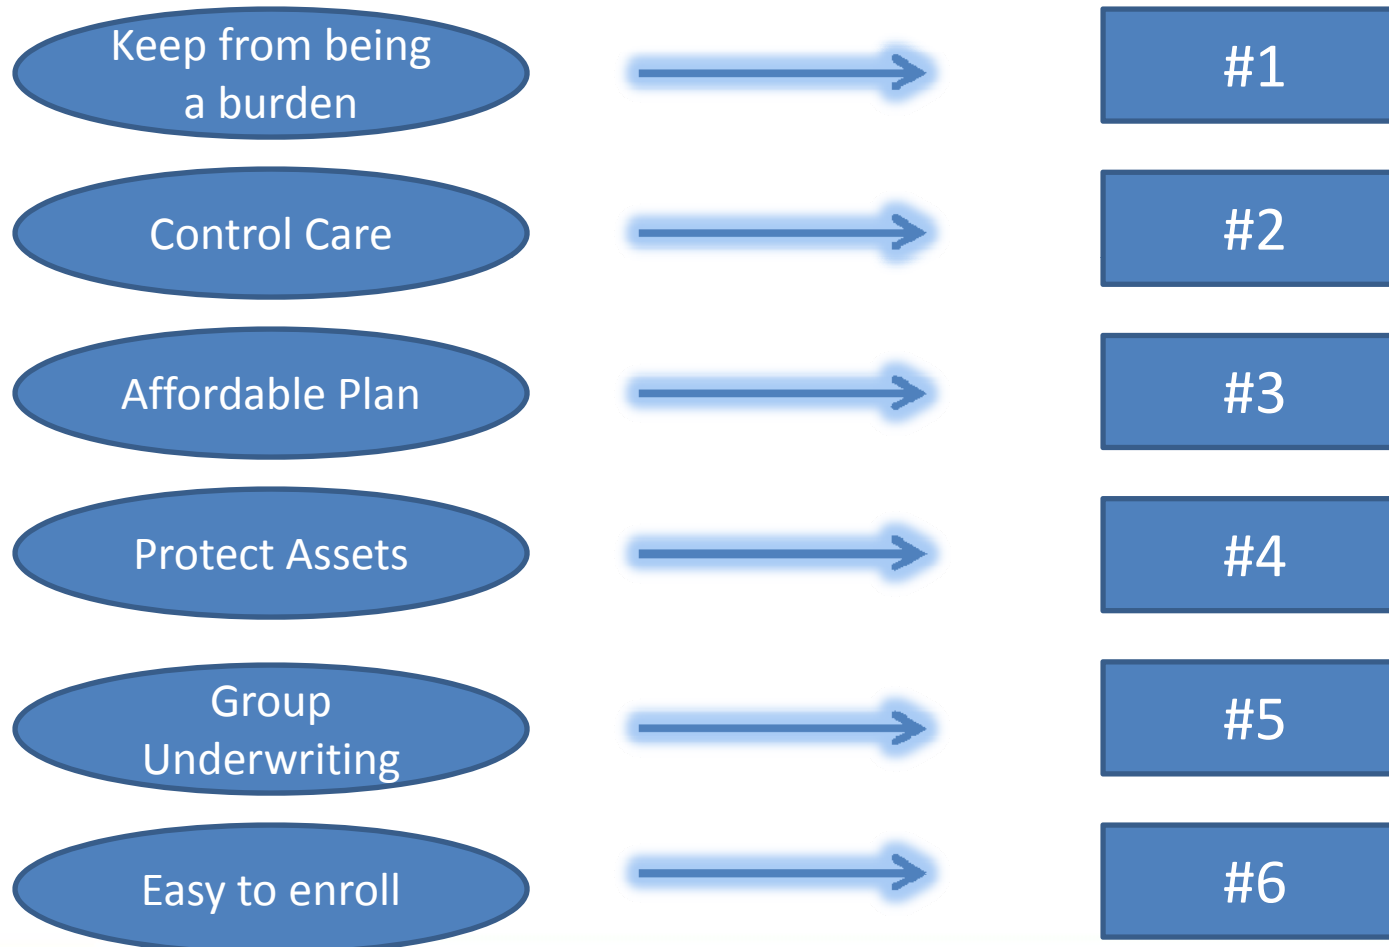 Keep from being
a burden
#1
Control Care
#2
Affordable Plan
#3
Protect Assets
#4
Group
Underwriting
#5
Easy to enroll
#6